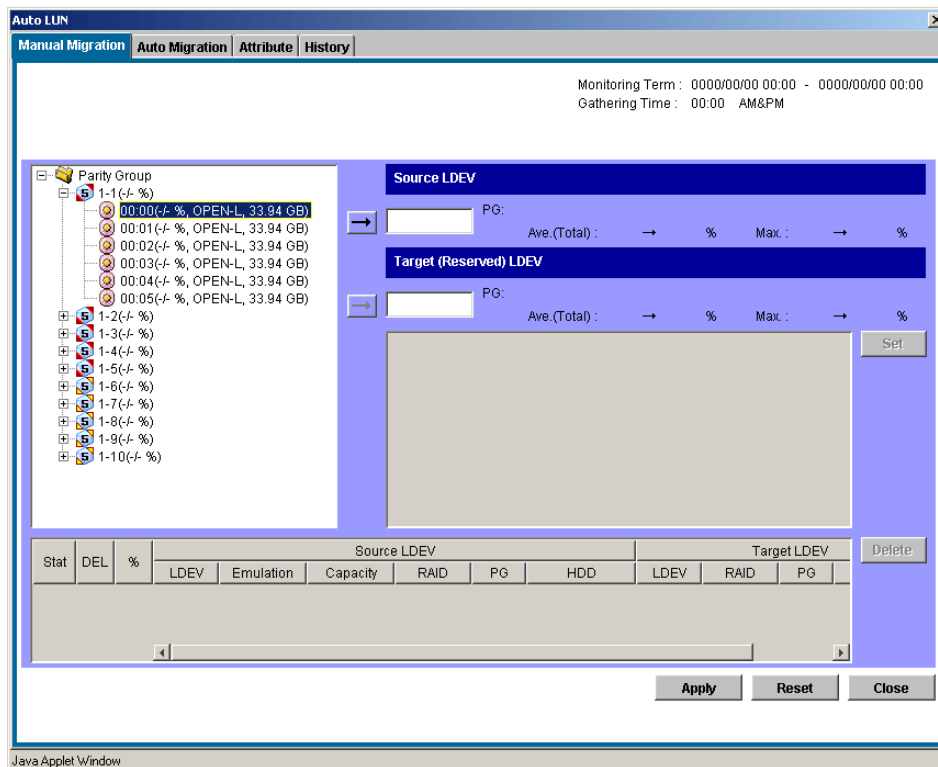 Auto LUN
Manual Migration Auto Migration Attribute History
Monitoring Term : 0000/00/00 00:00 - 0000/00/00 00:00
Gathering Time : 00:00 AM&PM
Parity Group
1-1(-/- %)
00:00(-/- %, OPEN-L, 33.94 GB)
00:01(-/- %, OPEN-L, 33.94 GB)
00:02(-/- %, OPEN-L, 33.94 GB)
00:03(-/- %, OPEN-L, 33.94 GB)
00:04(-/- %, OPEN-L, 33.94 GB)
00:05(-/- %, OPEN-L, 33.94 GB)
1-2(-/- %)
1-3(-/- %)
1-4(-/- %)
1-5(-/- %)
1-6(-/- %)
1-7(-/- %)
1-8(-/- %)
1-9(-/- %)
1-10(-/- %)
Source LDEV
→ PG:
Ave.(Total) : → % Max. : → %
Target (Reserved) LDEV
→ PG:
Ave.(Total) : → % Max. : → %
Set
Stat DEL % Source LDEV Target LDEV
LDEV Emulation Capacity RAID PG HDD LDEV RAID PG
Delete
Apply Reset Close
Java Applet Window